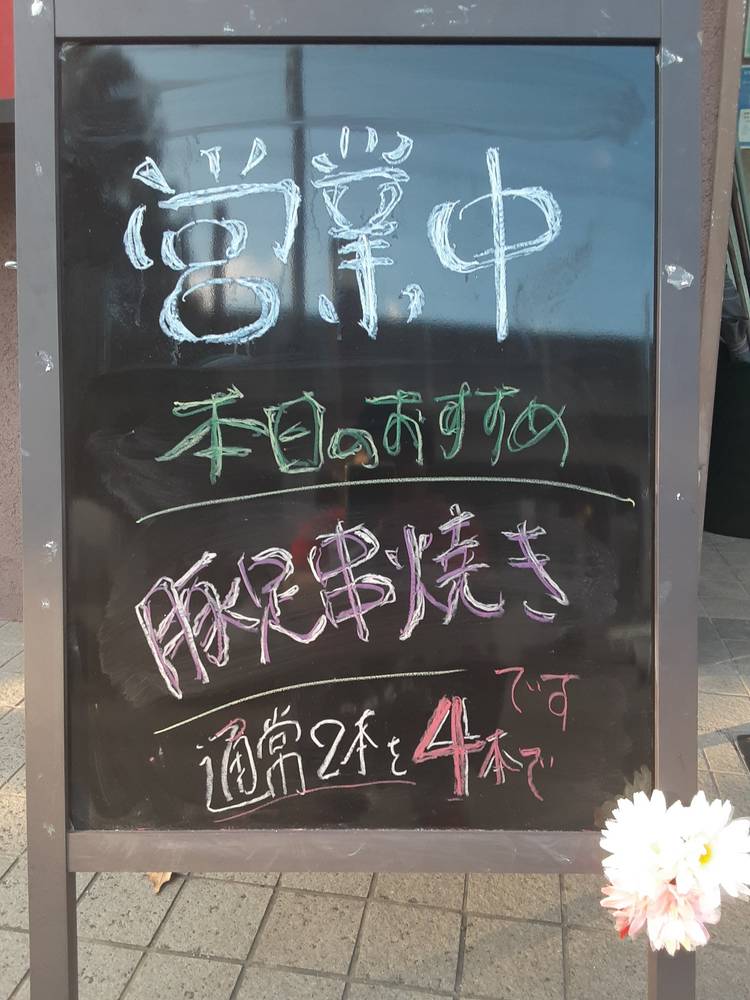 営業中
本日のおすすめ
豚足串焼き
通常2本を4本で
です